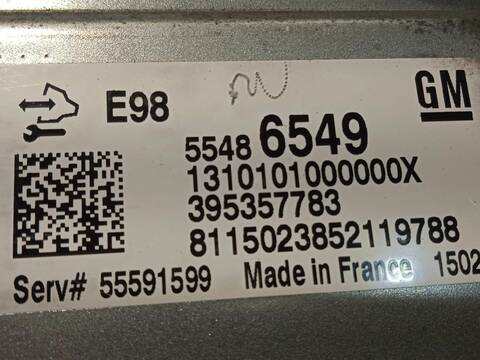 E98
GM
5548 6549
1310101000000X
395357783
8115023852119788
Serv# 55591599 Made in France 1502